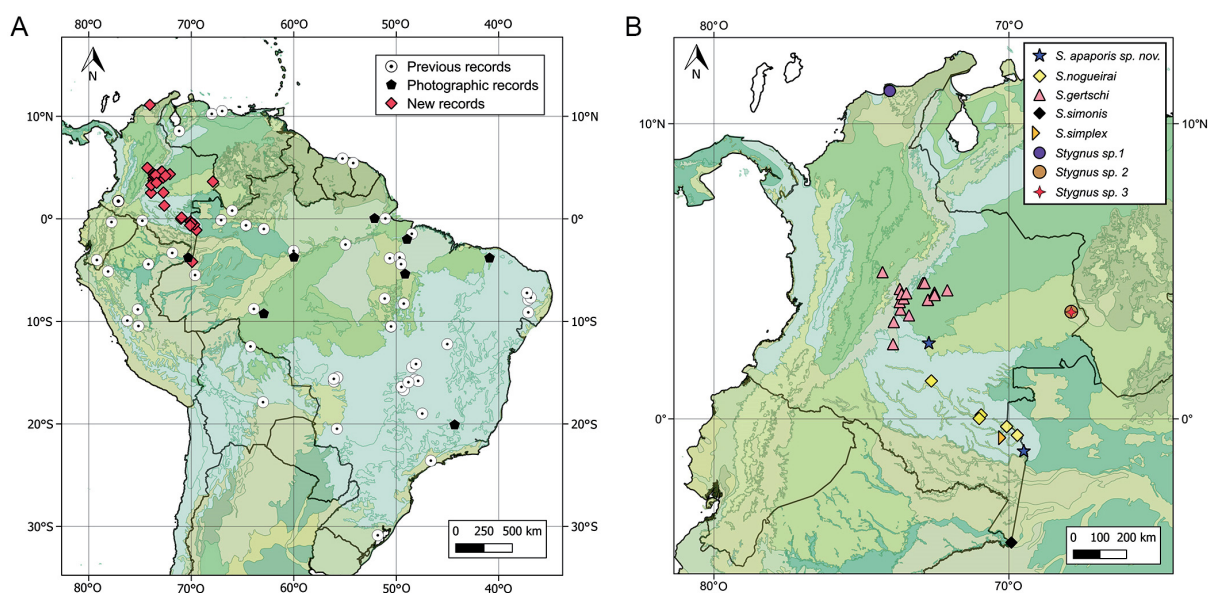 A
80°O 70°O 60°O 50°O 40°O
N
Previous records
Photographic records
New records
10°N
0°
10°S
20°S
30°S
10°N
0°
10°S
20°S
30°S
0 250 500 km
80°O 70°O 60°O 50°O 40°O
B
80°O 70°O
N
S. apaporis sp. nov.
S.nogueirai
S.gertschi
S.simonis
S.simplex
Stygnus sp.1
Stygnus sp. 2
Stygnus sp. 3
10°N
0°
10°N
0°
0 100 200 km
80°O 70°O